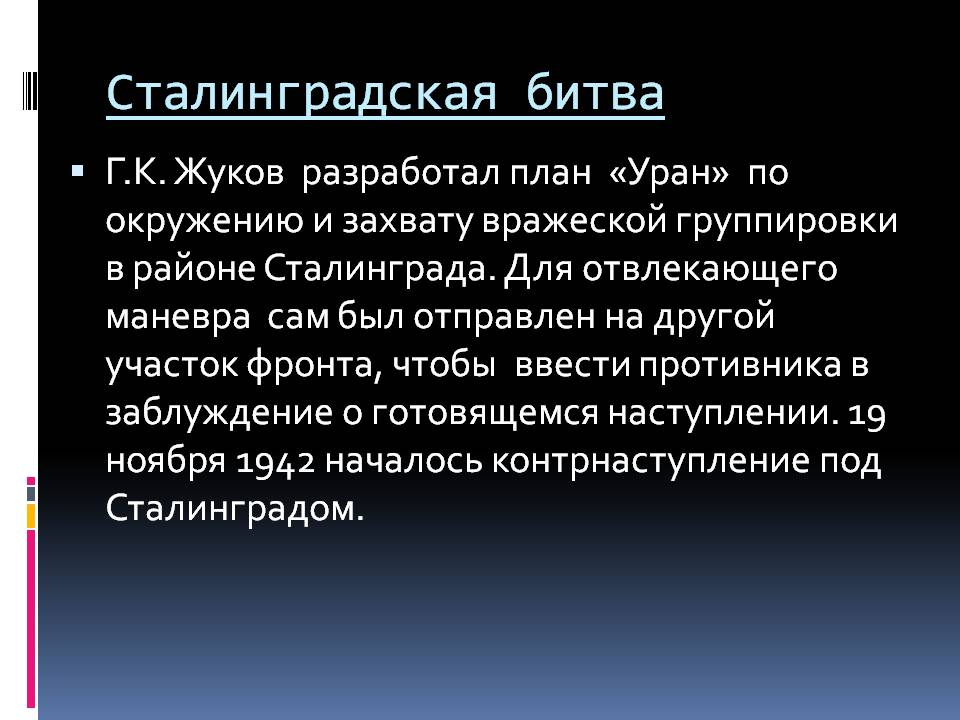 Сталинградская битва
Г.К. Жуков разработал план «Уран» по
окружению и захвату вражеской группировки
в районе Сталинграда. Для отвлекающего
маневра сам был отправлен на другой
участок фронта, чтобы ввести противника в
заблуждение о готовящемся наступлении. 19
ноября 1942 началось контрнаступление под
Сталинградом.